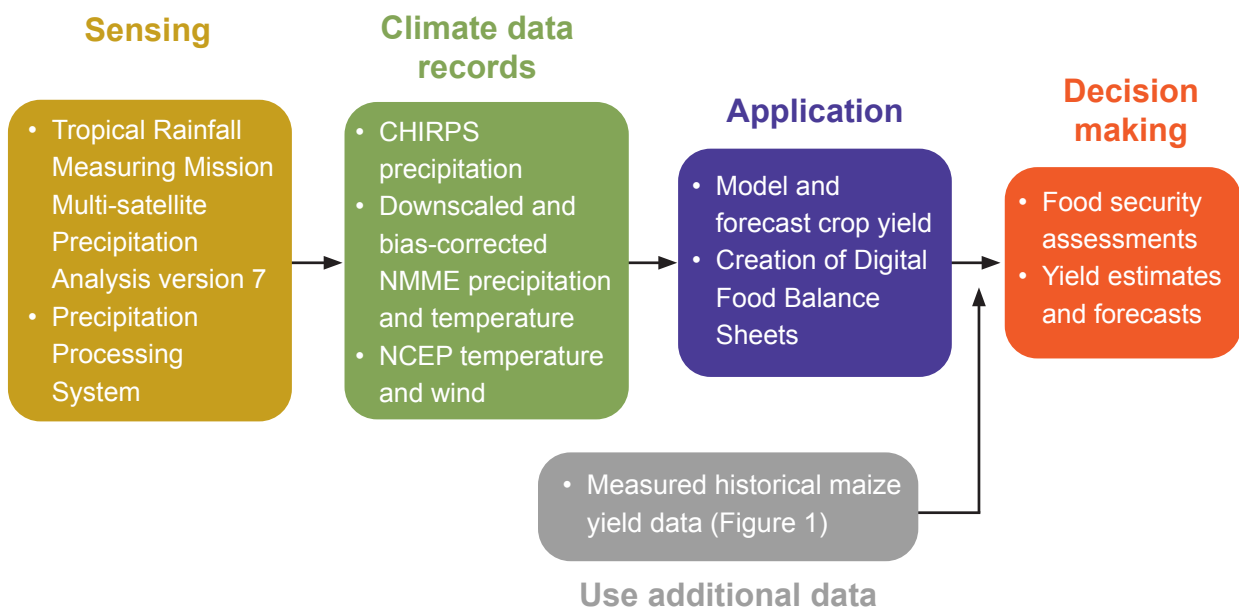 Sensing
• Tropical Rainfall
Measuring Mission
Multi-satellite
Precipitation
Analysis version 7
• Precipitation
Processing
System
Climate data
records
• CHIRPS
precipitation
• Downscaled and
bias-corrected
NMME precipitation
and temperature
• NCEP temperature
and wind
Application
• Model and
forecast crop yield
• Creation of Digital
Food Balance
Sheets
Decision
making
• Food security
assessments
• Yield estimates
and forecasts
• Measured historical maize
yield data (Figure 1)
Use additional data